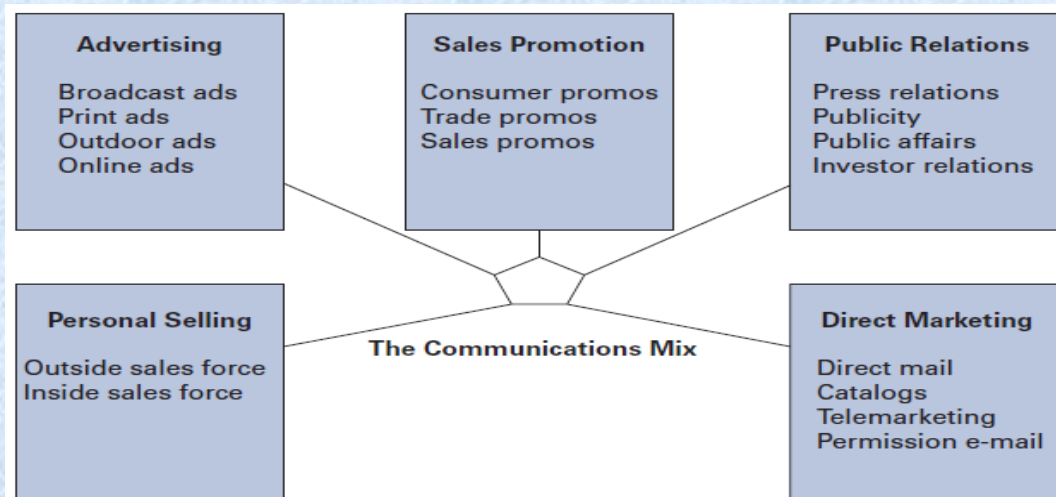 Advertising
Broadcast ads
Print ads
Outdoor ads
Online ads
Sales Promotion
Consumer promos
Trade promos
Sales promos
Public Relations
Press relations
Publicity
Public affairs
Investor relations
Personal Selling
Outside sales force
Inside sales force
The Communications Mix
Direct Marketing
Direct mail
Catalogs
Telemarketing
Permission e-mail